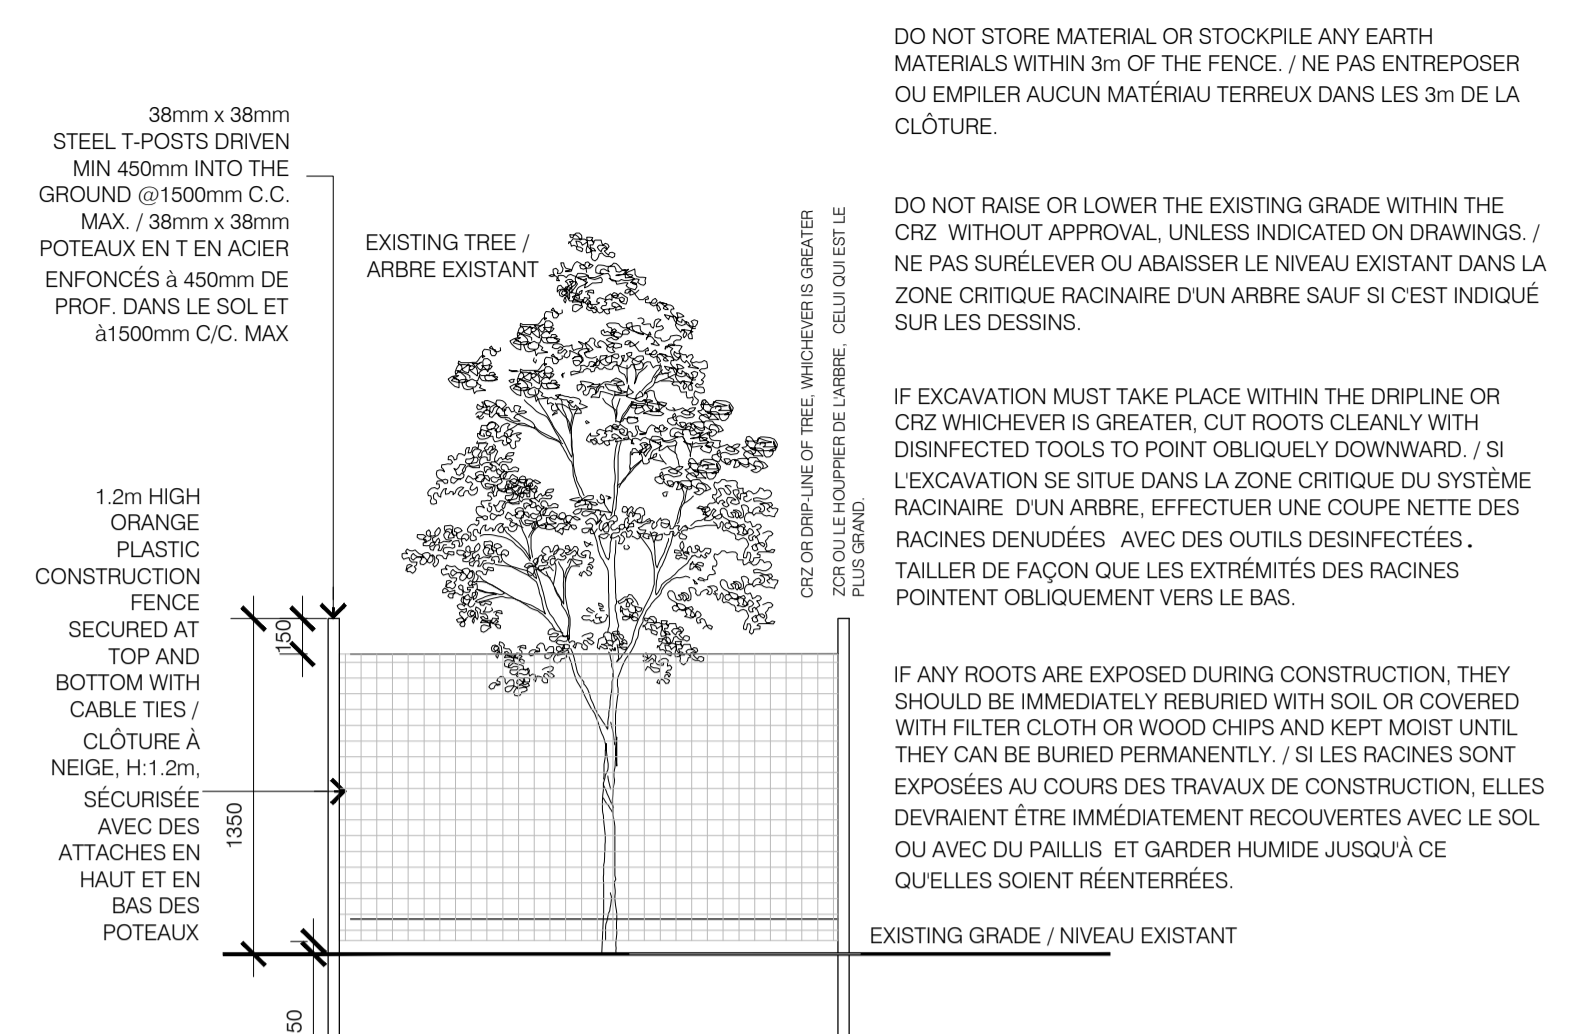 38mm x 38mm
STEEL T-POSTS DRIVEN
MIN 450mm INTO THE
GROUND @1500mm C.C.
MAX. / 38mm x 38mm
POTEAUX EN T EN ACIER
ENFONCÉS à 450mm DE
PROF. DANS LE SOL ET
à1500mm C/C. MAX
1.2m HIGH
ORANGE
PLASTIC
CONSTRUCTION
FENCE
SECURED AT
TOP AND
BOTTOM WITH
CABLE TIES /
CLÔTURE À
NEIGE, H:1.2m,
SÉCURISÉE
AVEC DES
ATTACHES EN
HAUT ET EN
BAS DES
POTEAUX
150
1350
50
EXISTING TREE /
ARBRE EXISTANT
CRZ OR DRIP-LINE OF TREE, WHICHEVER IS GREATER
ZCR OU LE HOUPPIER DE L'ARBRE, CELUI QUI EST LE
PLUS GRAND.
DO NOT STORE MATERIAL OR STOCKPILE ANY EARTH
MATERIALS WITHIN 3m OF THE FENCE. / NE PAS ENTREPOSER
OU EMPILER AUCUN MATÉRIAU TERREUX DANS LES 3m DE LA
CLÔTURE.
DO NOT RAISE OR LOWER THE EXISTING GRADE WITHIN THE
CRZ WITHOUT APPROVAL, UNLESS INDICATED ON DRAWINGS. /
NE PAS SURÉLEVER OU ABAISSER LE NIVEAU EXISTANT DANS LA
ZONE CRITIQUE RACINAIRE D'UN ARBRE SAUF SI C'EST INDIQUÉ
SUR LES DESSINS.
IF EXCAVATION MUST TAKE PLACE WITHIN THE DRIPLINE OR
CRZ WHICHEVER IS GREATER, CUT ROOTS CLEANLY WITH
DISINFECTED TOOLS TO POINT OBLIQUELY DOWNWARD. / SI
L'EXCAVATION SE SITUE DANS LA ZONE CRITIQUE DU SYSTÈME
RACINAIRE D'UN ARBRE, EFFECTUER UNE COUPE NETTE DES
RACINES DENUDÉES AVEC DES OUTILS DESINFECTÉES.
TAILLER DE FAÇON QUE LES EXTRÉMITÉS DES RACINES
POINTENT OBLIQUEMENT VERS LE BAS.
IF ANY ROOTS ARE EXPOSED DURING CONSTRUCTION, THEY
SHOULD BE IMMEDIATELY REBURIED WITH SOIL OR COVERED
WITH FILTER CLOTH OR WOOD CHIPS AND KEPT MOIST UNTIL
THEY CAN BE BURIED PERMANENTLY. / SI LES RACINES SONT
EXPOSÉES AU COURS DES TRAVAUX DE CONSTRUCTION, ELLES
DEVRAIENT ÊTRE IMMÉDIATEMENT RECOUVERTES AVEC LE SOL
OU AVEC DU PAILLIS ET GARDER HUMIDE JUSQU'À CE
QU'ELLES SOIENT RÉENTERRÉES.
EXISTING GRADE / NIVEAU EXISTANT